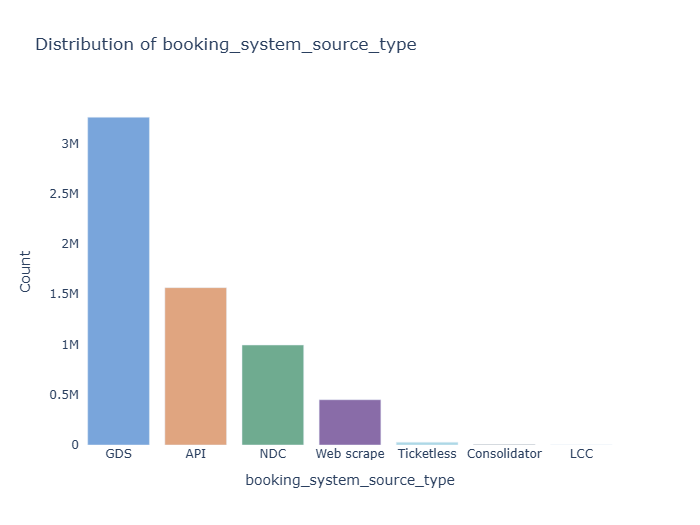 Distribution of booking_system_source_type
Count
3M
2.5M
2M
1.5M
1M
0.5M
0
GDS API NDC Web scrape Ticketless Consolidator LCC
booking_system_source_type